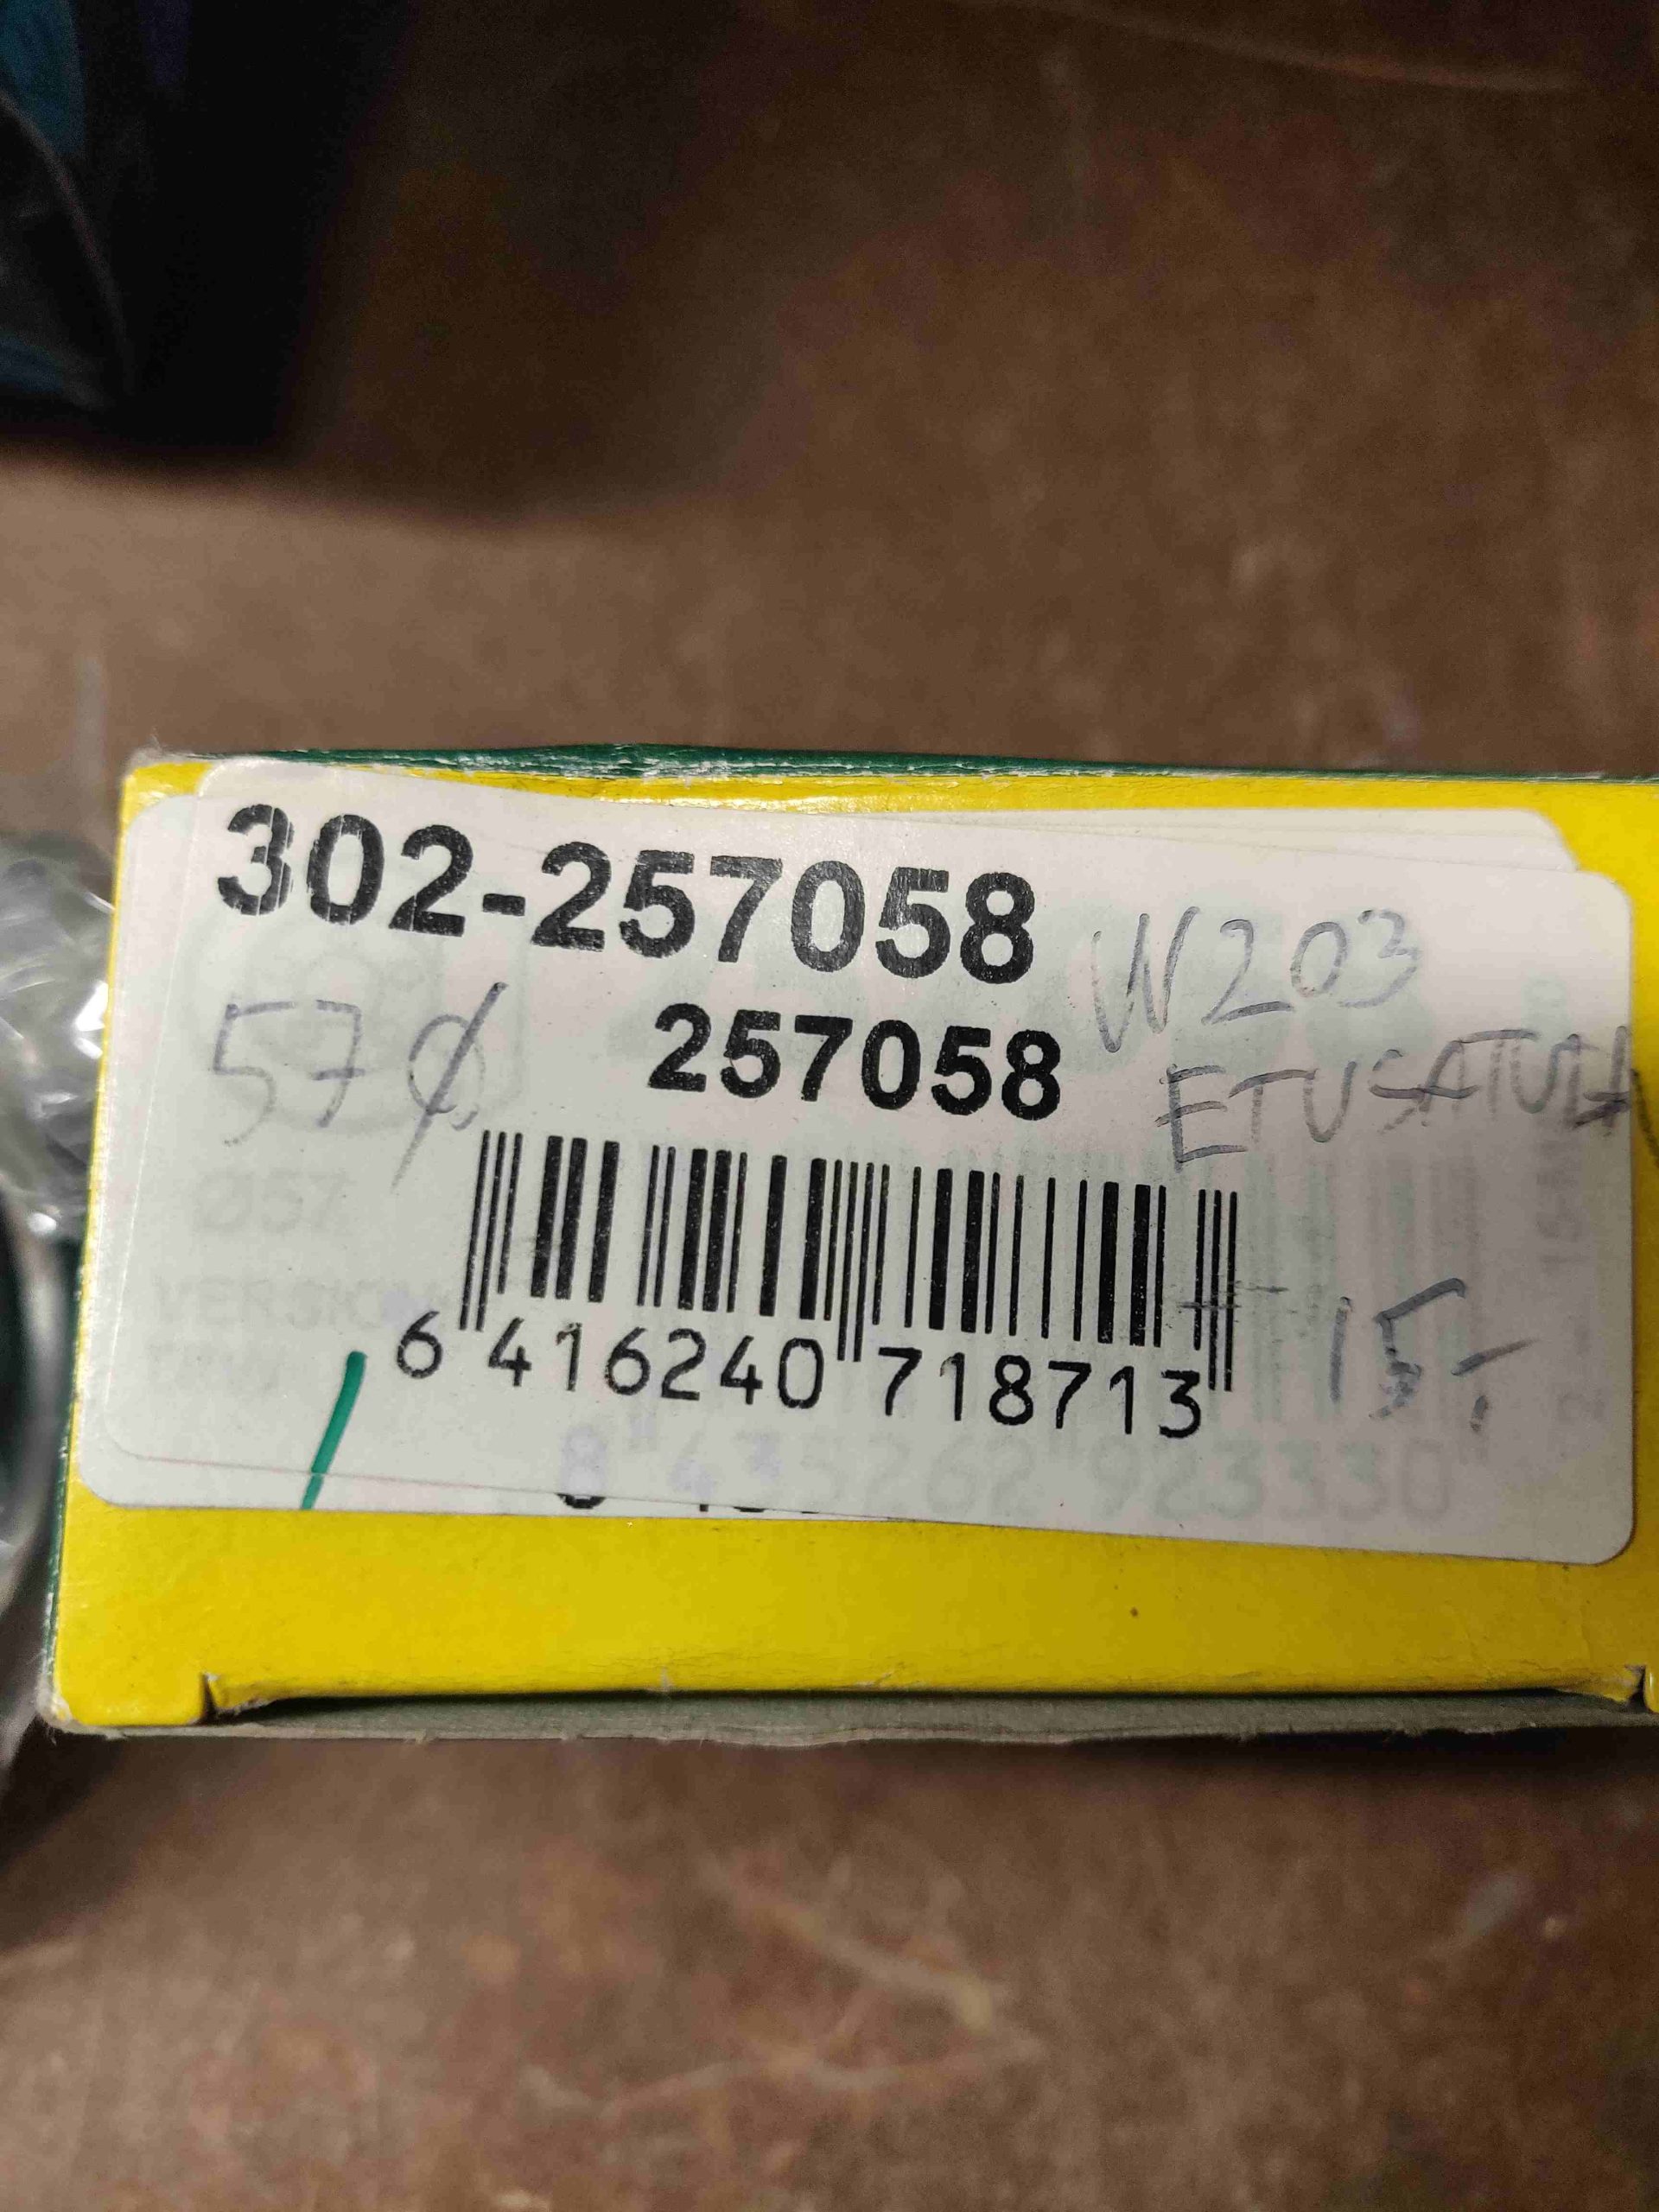 302-257058
W203
57 Ø
257058
ETUSATULA
Ø57
6 416240 718713
15.-
8 435262 923330